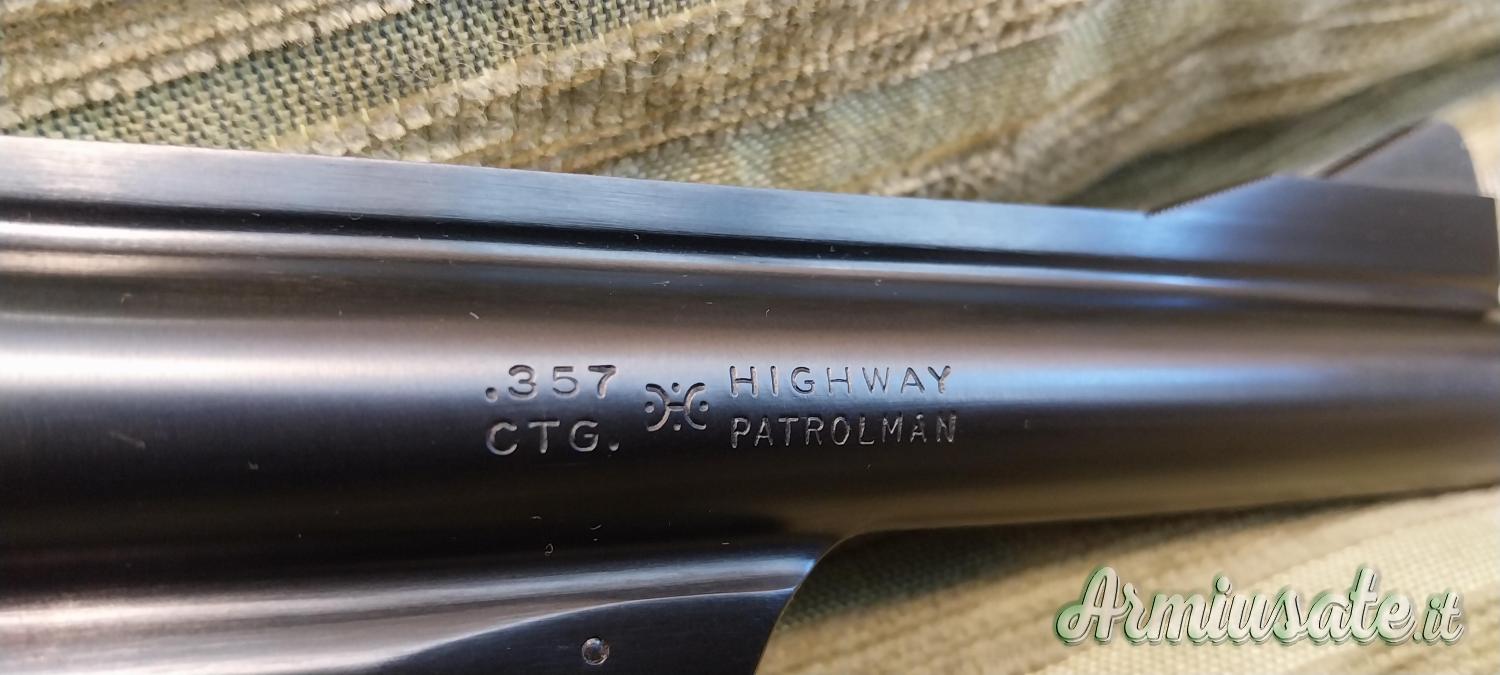 .357 HIGHWAY
CTG. PATROLMAN
Armiusate.it